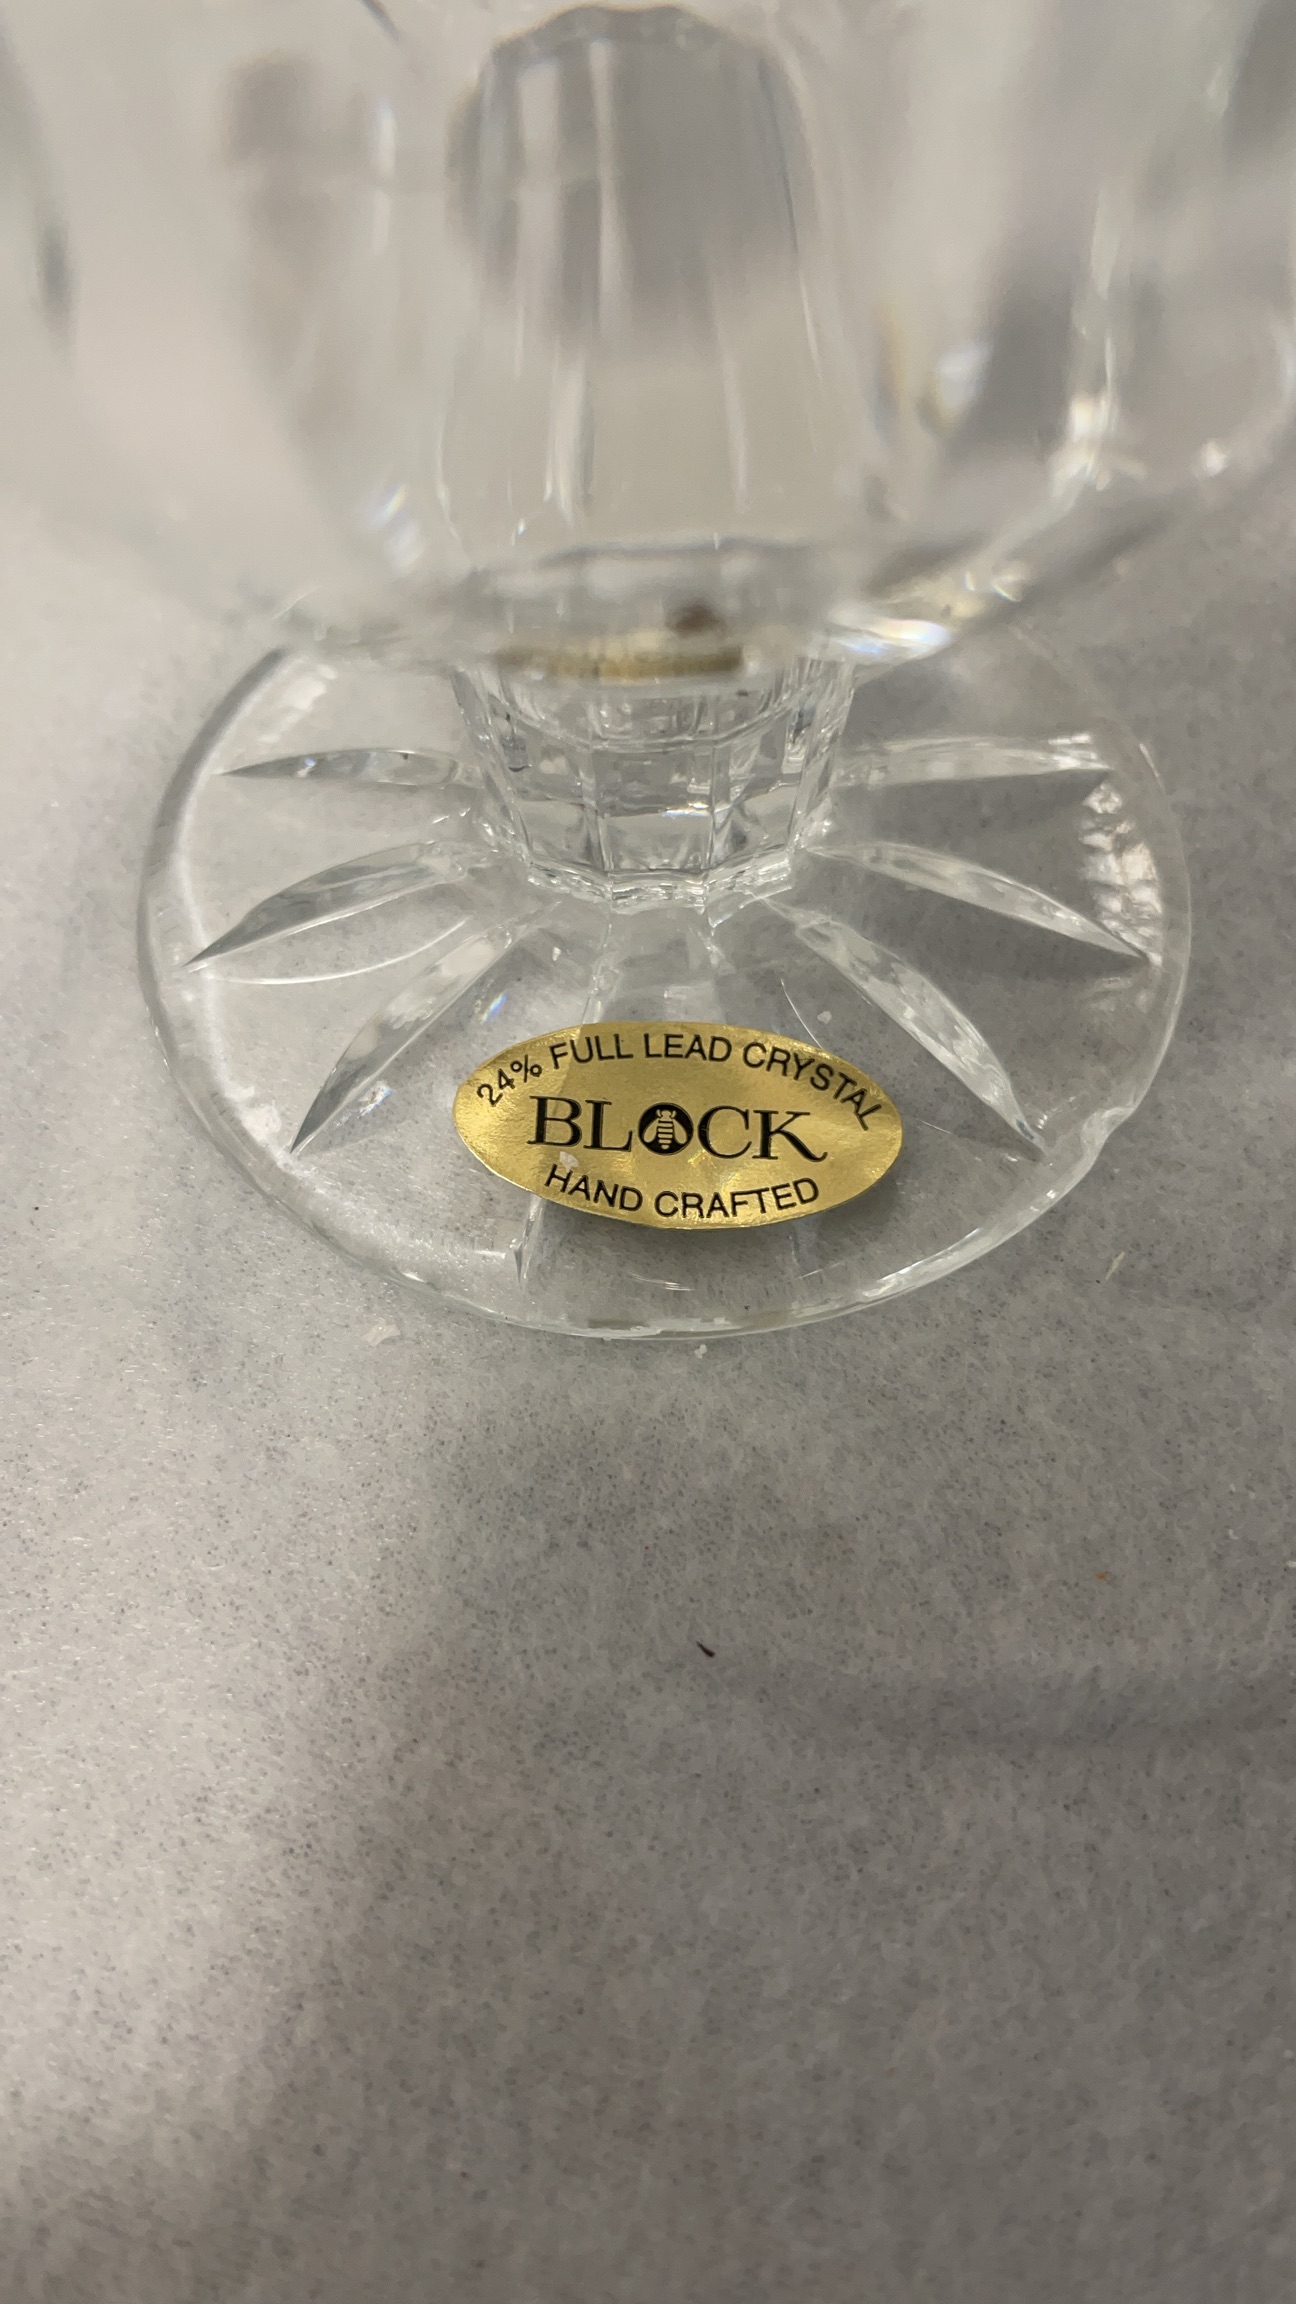 24% FULL LEAD CRYSTAL
BLOCK
HAND CRAFTED